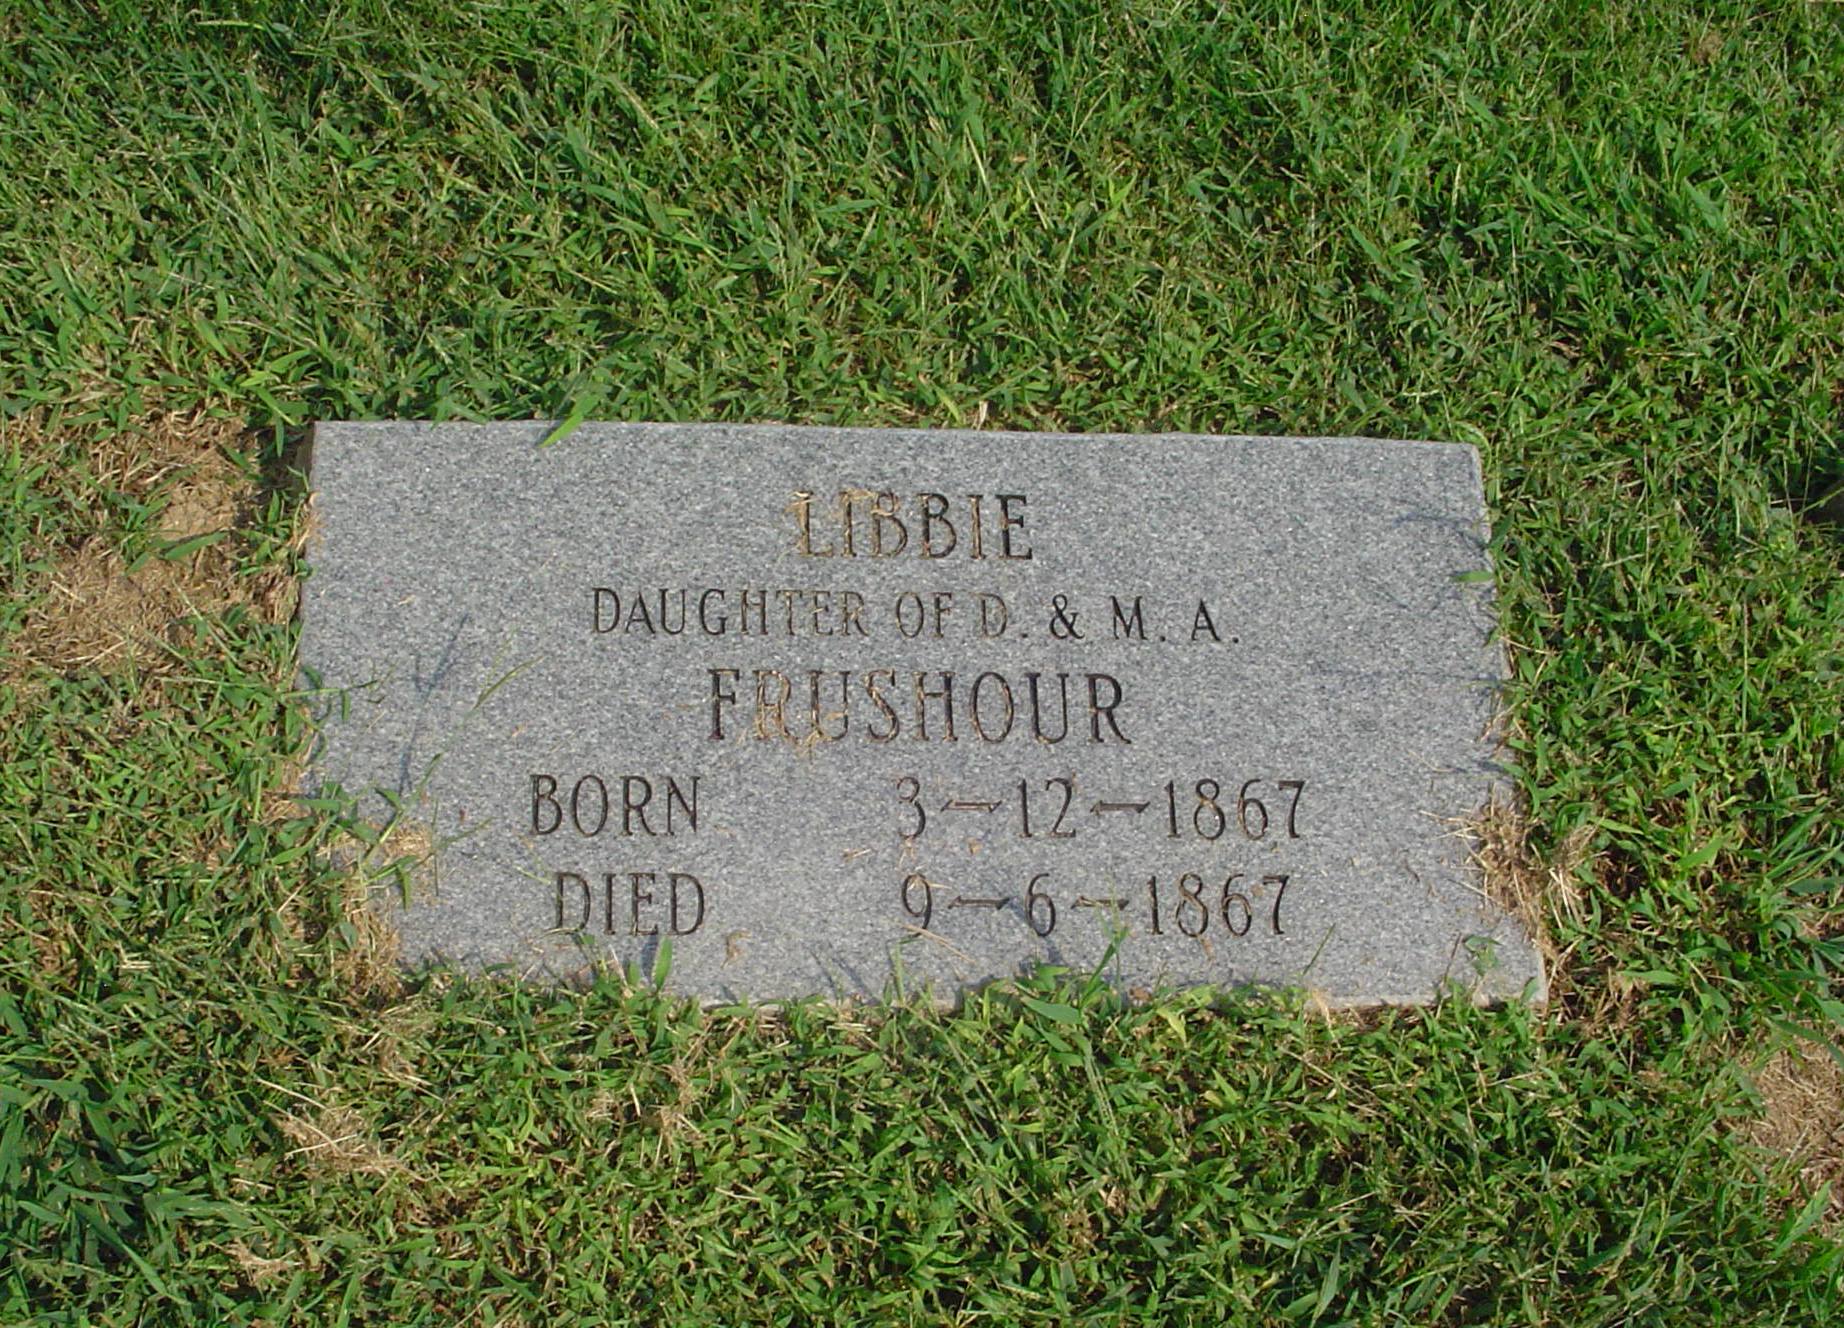 LIBBIE
DAUGHTER OF D. & M. A.
FRUSHOUR
BORN 3-12-1867
DIED 9-6-1867